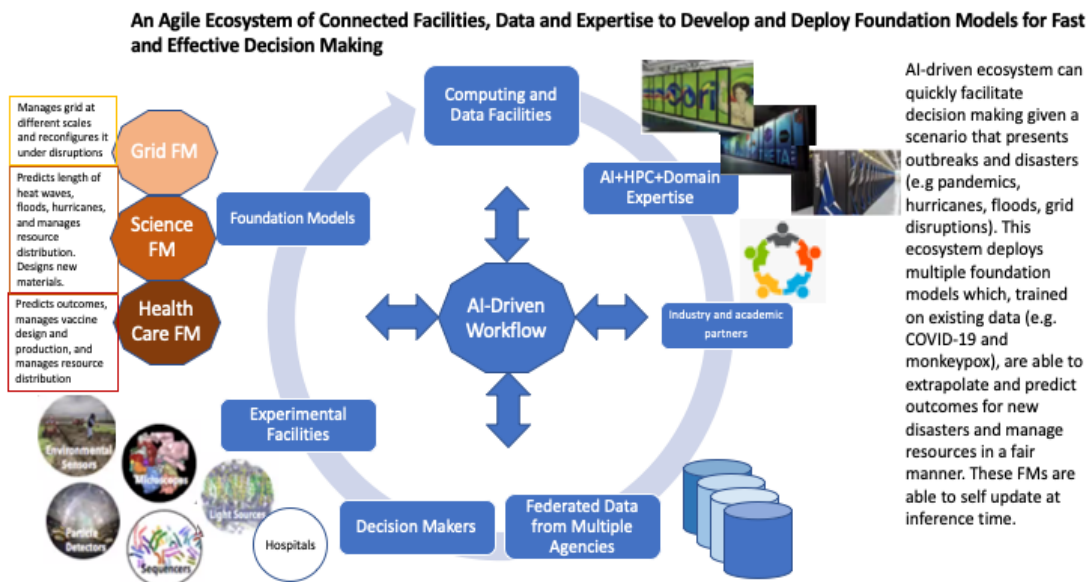 An Agile Ecosystem of Connected Facilities, Data and Expertise to Develop and Deploy Foundation Models for Fast
and Effective Decision Making
Manages grid at
different scales
and reconfigures it
under disruptions
Grid FM
Predicts length of
heat waves,
floods, hurricanes,
and manages
resource
distribution.
Designs new
materials.
Science
FM
Predicts outcomes,
manages vaccine
design and
production, and
manages resource
distribution
Health
Care FM
Foundation Models
Computing and
Data Facilities
AI+HPC+Domain
Expertise
AI-Driven
Workflow
Industry and academic
partners
Experimental
Facilities
Decision Makers
Federated Data
from Multiple
Agencies
Environmental
Sensors
Microscopes
Light Sources
Particle
Detectors
Sequencers
Hospitals
AI-driven ecosystem can
quickly facilitate
decision making given a
scenario that presents
outbreaks and disasters
(e.g pandemics,
hurricanes, floods, grid
disruptions). This
ecosystem deploys
multiple foundation
models which, trained
on existing data (e.g.
COVID-19 and
monkeypox), are able to
extrapolate and predict
outcomes for new
disasters and manage
resources in a fair
manner. These FMs are
able to self update at
inference time.